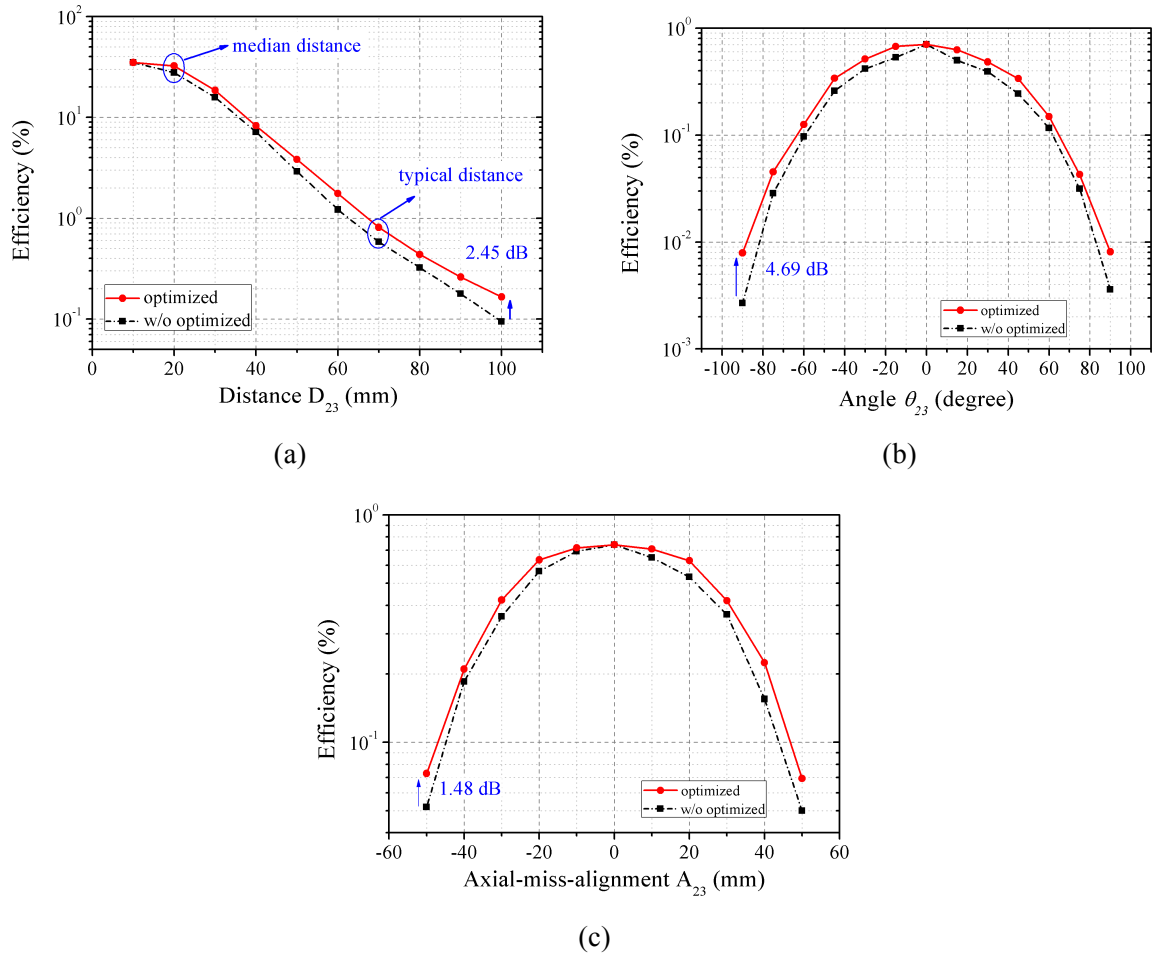 10^2
10^1
10^0
10^-1
Efficiency (%)
median distance
typical distance
2.45 dB
optimized
w/o optimized
0 20 40 60 80 100
Distance D_23 (mm)
(a)
10^0
10^-1
10^-2
10^-3
Efficiency (%)
4.69 dB
optimized
w/o optimized
-100 -80 -60 -40 -20 0 20 40 60 80 100
Angle θ_23 (degree)
(b)
10^0
10^-1
Efficiency (%)
1.48 dB
optimized
w/o optimized
-60 -40 -20 0 20 40 60
Axial-miss-alignment A_23 (mm)
(c)